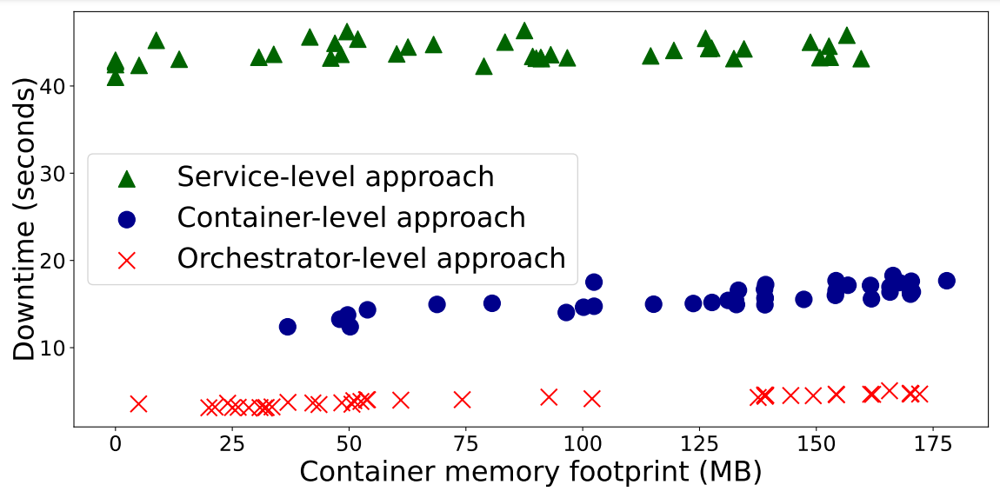 Downtime (seconds)
40
30
20
10
Service-level approach
Container-level approach
Orchestrator-level approach
0 25 50 75 100 125 150 175
Container memory footprint (MB)